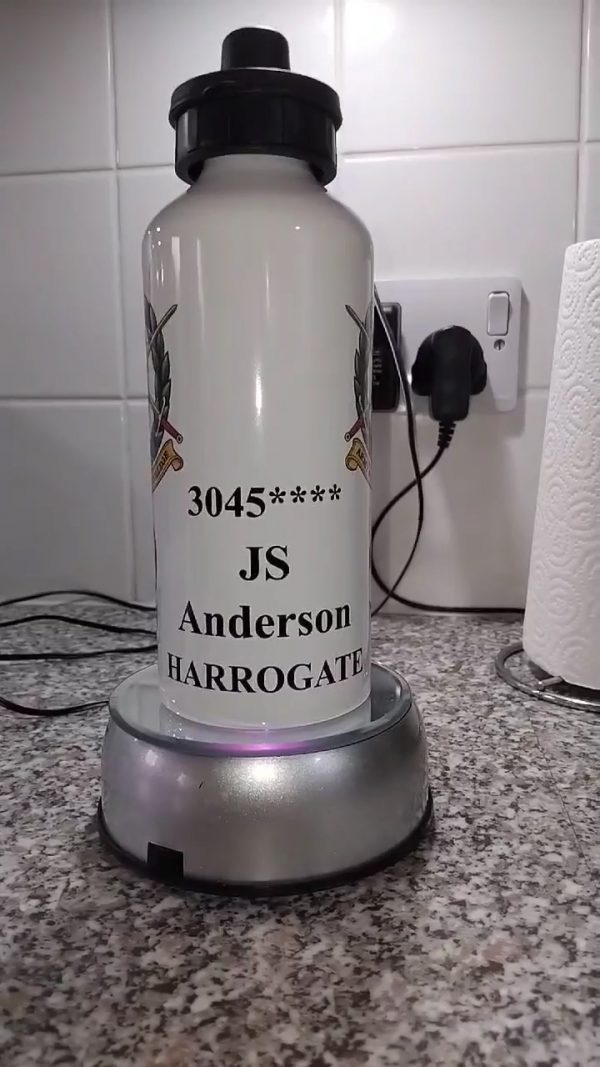 3045****
JS
Anderson
HARROGATE